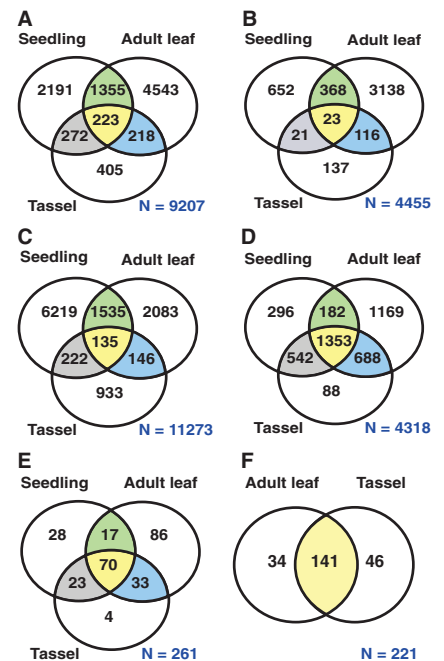 A
Seedling Adult leaf
2191 1355 4543
223
272 218
405
Tassel N = 9207
B
Seedling Adult leaf
652 368 3138
23
21 116
137
Tassel N = 4455
C
Seedling Adult leaf
6219 1535 2083
135
222 146
933
Tassel N = 11273
D
Seedling Adult leaf
296 182 1169
1353
542 688
88
Tassel N = 4318
E
Seedling Adult leaf
28 17 86
70
23 33
4
Tassel N = 261
F
Adult leaf Tassel
34 141 46
N = 221